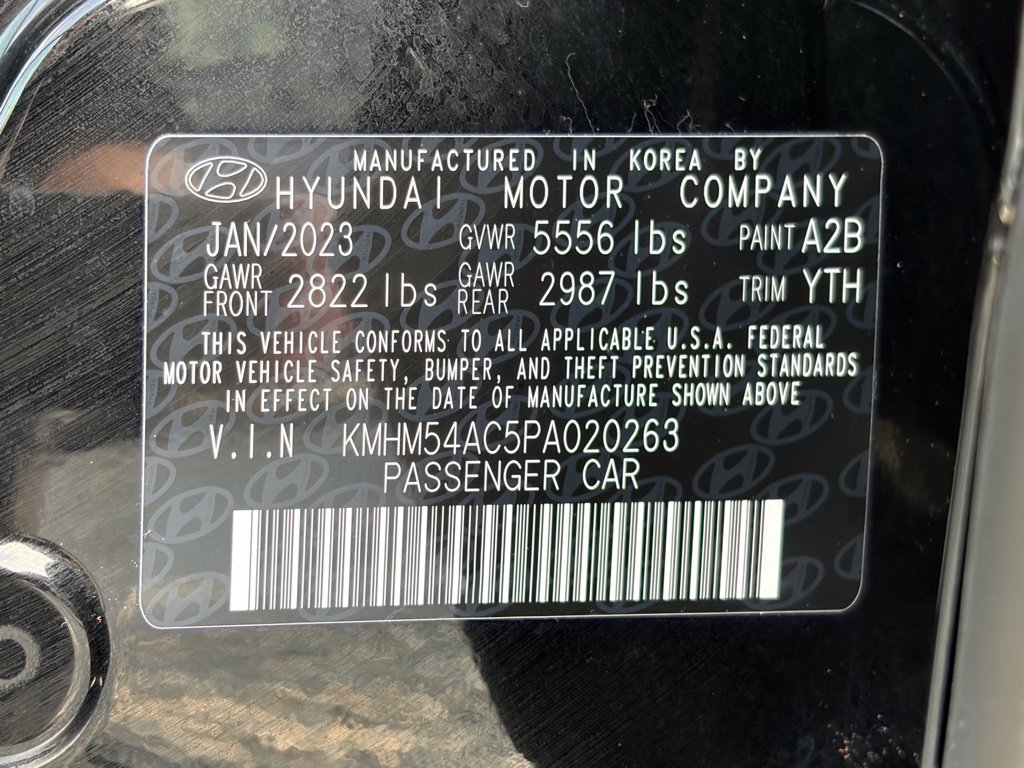 MANUFACTURED IN KOREA BY
HYUNDAI MOTOR COMPANY
JAN/2023 GVWR 5556 lbs PAINT A2B
GAWR FRONT 2822 lbs GAWR REAR 2987 lbs TRIM YTH
THIS VEHICLE CONFORMS TO ALL APPLICABLE U.S.A. FEDERAL
MOTOR VEHICLE SAFETY, BUMPER, AND THEFT PREVENTION STANDARDS
IN EFFECT ON THE DATE OF MANUFACTURE SHOWN ABOVE
V.I.N KMHM54AC5PA020263
PASSENGER CAR